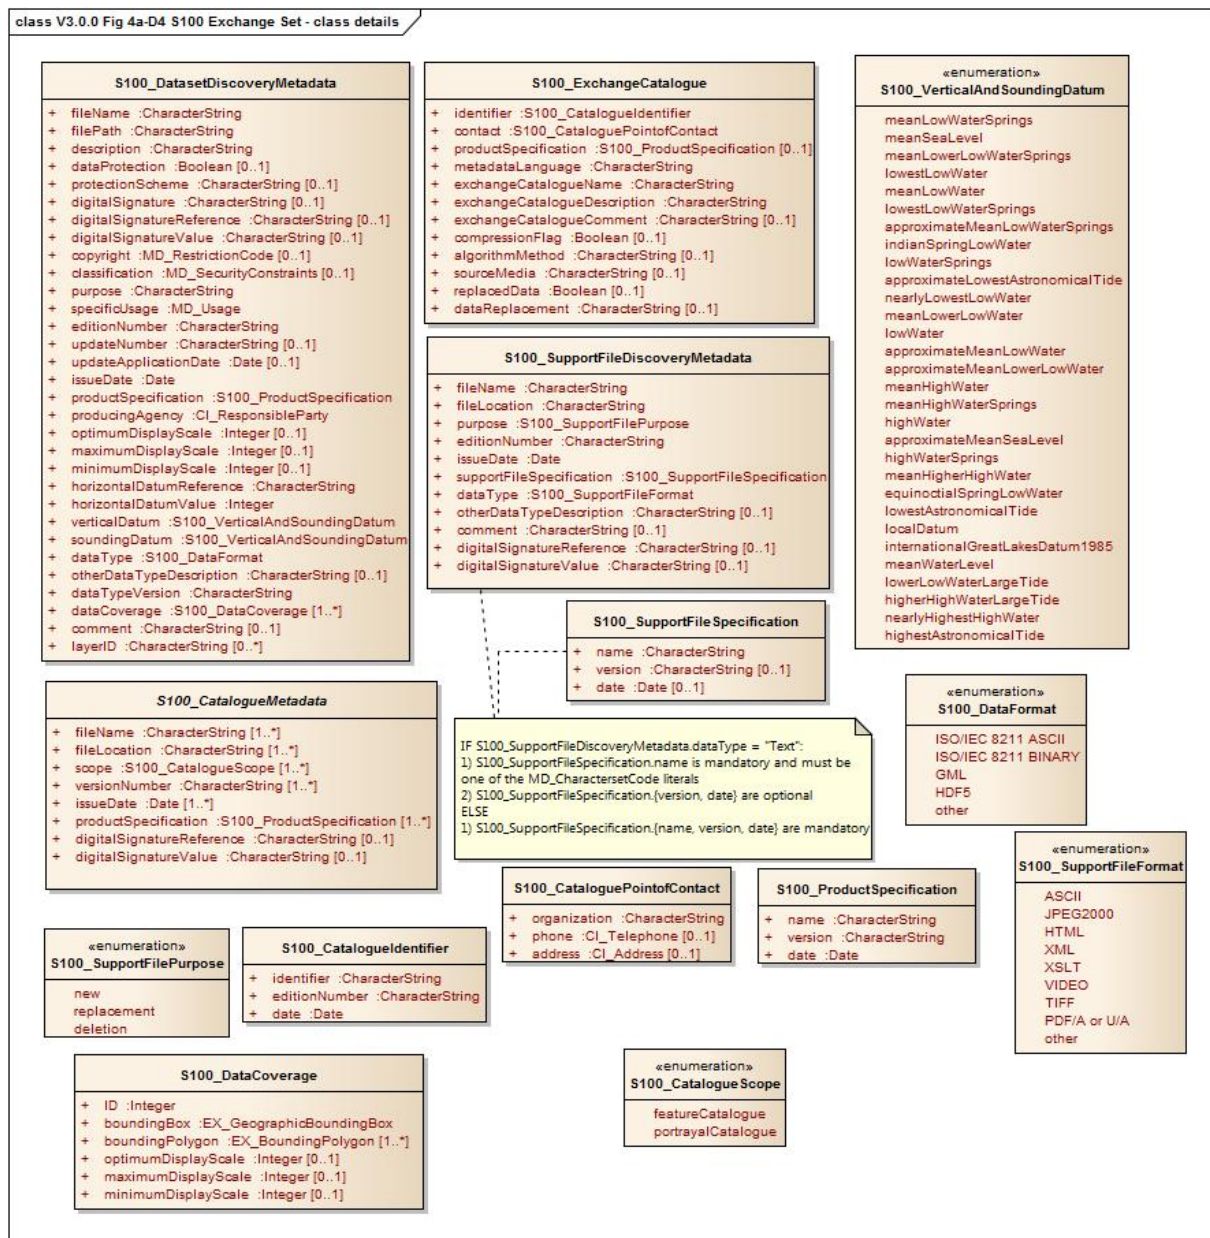 class V3.0.0 Fig 4a-D4 S100 Exchange Set - class details
S100_DatasetDiscoveryMetadata
+ fileName :CharacterString
+ filePath :CharacterString
+ description :CharacterString
+ dataProtection :Boolean [0..1]
+ protectionScheme :CharacterString [0..1]
+ digitalSignature :CharacterString [0..1]
+ digitalSignatureReference :CharacterString [0..1]
+ digitalSignatureValue :CharacterString [0..1]
+ copyright :MD_RestrictionCode [0..1]
+ classification :MD_SecurityConstraints [0..1]
+ purpose :CharacterString
+ specificUsage :MD_Usage
+ editionNumber :CharacterString
+ updateNumber :CharacterString [0..1]
+ updateApplicationDate :Date [0..1]
+ issueDate :Date
+ productSpecification :S100_ProductSpecification
+ producingAgency :CI_ResponsibleParty
+ optimumDisplayScale :Integer [0..1]
+ maximumDisplayScale :Integer [0..1]
+ minimumDisplayScale :Integer [0..1]
+ horizontalDatumReference :CharacterString
+ horizontalDatumValue :Integer
+ verticalDatum :S100_VerticalAndSoundingDatum
+ soundingDatum :S100_VerticalAndSoundingDatum
+ dataType :S100_DataFormat
+ otherDataTypeDescription :CharacterString [0..1]
+ dataTypeVersion :CharacterString
+ dataCoverage :S100_DataCoverage [1..*]
+ comment :CharacterString [0..1]
+ layerID :CharacterString [0..*]
S100_ExchangeCatalogue
+ identifier :S100_CatalogueIdentifier
+ contact :S100_CataloguePointofContact
+ productSpecification :S100_ProductSpecification [0..1]
+ metadataLanguage :CharacterString
+ exchangeCatalogueName :CharacterString
+ exchangeCatalogueDescription :CharacterString
+ exchangeCatalogueComment :CharacterString [0..1]
+ compressionFlag :Boolean [0..1]
+ algorithmMethod :CharacterString [0..1]
+ sourceMedia :CharacterString [0..1]
+ replacedData :Boolean [0..1]
+ dataReplacement :CharacterString [0..1]
«enumeration»
S100_VerticalAndSoundingDatum
meanLowWaterSprings
meanSeaLevel
meanLowerLowWaterSprings
lowestLowWater
meanLowWater
lowestLowWaterSprings
approximateMeanLowWaterSprings
indianSpringLowWater
lowWaterSprings
approximateLowestAstronomicalTide
nearlyLowestLowWater
meanLowerLowWater
lowWater
approximateMeanLowWater
approximateMeanLowerLowWater
meanHighWater
meanHighWaterSprings
highWater
approximateMeanSeaLevel
highWaterSprings
meanHigherHighWater
equinoctialSpringLowWater
lowestAstronomicalTide
localDatum
internationalGreatLakesDatum1985
meanWaterLevel
lowerLowWaterLargeTide
higherHighWaterLargeTide
nearlyHighestHighWater
highestAstronomicalTide
S100_SupportFileDiscoveryMetadata
+ fileName :CharacterString
+ fileLocation :CharacterString
+ purpose :S100_SupportFilePurpose
+ editionNumber :CharacterString
+ issueDate :Date
+ supportFileSpecification :S100_SupportFileSpecification
+ dataType :S100_SupportFileFormat
+ otherDataTypeDescription :CharacterString [0..1]
+ comment :CharacterString [0..1]
+ digitalSignatureReference :CharacterString [0..1]
+ digitalSignatureValue :CharacterString [0..1]
S100_SupportFileSpecification
+ name :CharacterString
+ version :CharacterString [0..1]
+ date :Date [0..1]
S100_CatalogueMetadata
+ fileName :CharacterString [1..*]
+ fileLocation :CharacterString [1..*]
+ scope :S100_CatalogueScope [1..*]
+ versionNumber :CharacterString [1..*]
+ issueDate :Date [1..*]
+ productSpecification :S100_ProductSpecification [1..*]
+ digitalSignatureReference :CharacterString [0..1]
+ digitalSignatureValue :CharacterString [0..1]
IF S100_SupportFileDiscoveryMetadata.dataType = "Text":
1) S100_SupportFileSpecification.name is mandatory and must be
one of the MD_CharactersetCode literals
2) S100_SupportFileSpecification.{version, date} are optional
ELSE
1) S100_SupportFileSpecification.{name, version, date} are mandatory
«enumeration»
S100_DataFormat
ISO/IEC 8211 ASCII
ISO/IEC 8211 BINARY
GML
HDF5
other
«enumeration»
S100_SupportFileFormat
ASCII
JPEG2000
HTML
XML
XSLT
VIDEO
TIFF
PDF/A or U/A
other
S100_CataloguePointofContact
+ organization :CharacterString
+ phone :CI_Telephone [0..1]
+ address :CI_Address [0..1]
S100_ProductSpecification
+ name :CharacterString
+ version :CharacterString
+ date :Date
«enumeration»
S100_SupportFilePurpose
new
replacement
deletion
S100_CatalogueIdentifier
+ identifier :CharacterString
+ editionNumber :CharacterString
+ date :Date
S100_DataCoverage
+ ID :Integer
+ boundingBox :EX_GeographicBoundingBox
+ boundingPolygon :EX_BoundingPolygon [1..*]
+ optimumDisplayScale :Integer [0..1]
+ maximumDisplayScale :Integer [0..1]
+ minimumDisplayScale :Integer [0..1]
«enumeration»
S100_CatalogueScope
featureCatalogue
portrayalCatalogue